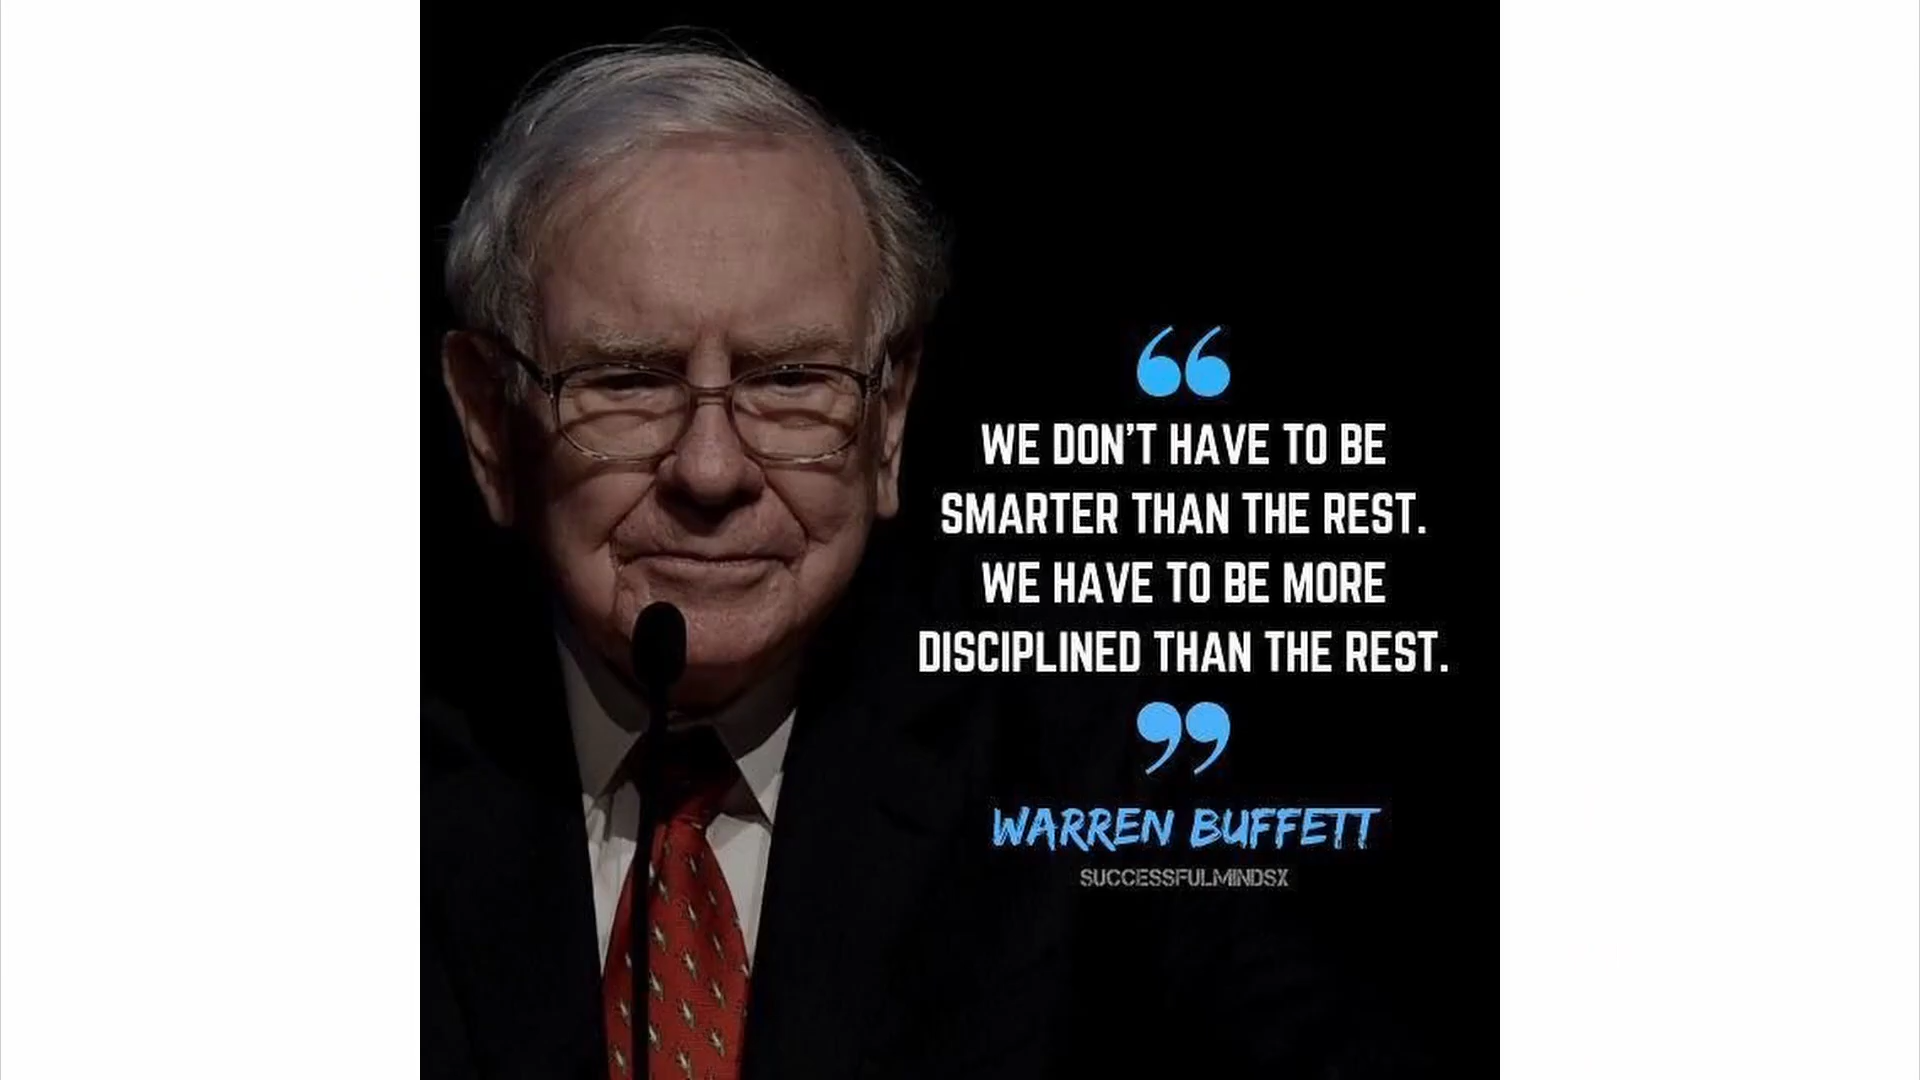 “
WE DON’T HAVE TO BE
SMARTER THAN THE REST.
WE HAVE TO BE MORE
DISCIPLINED THAN THE REST.
”
WARREN BUFFETT
SUCCESSFULMINDSX